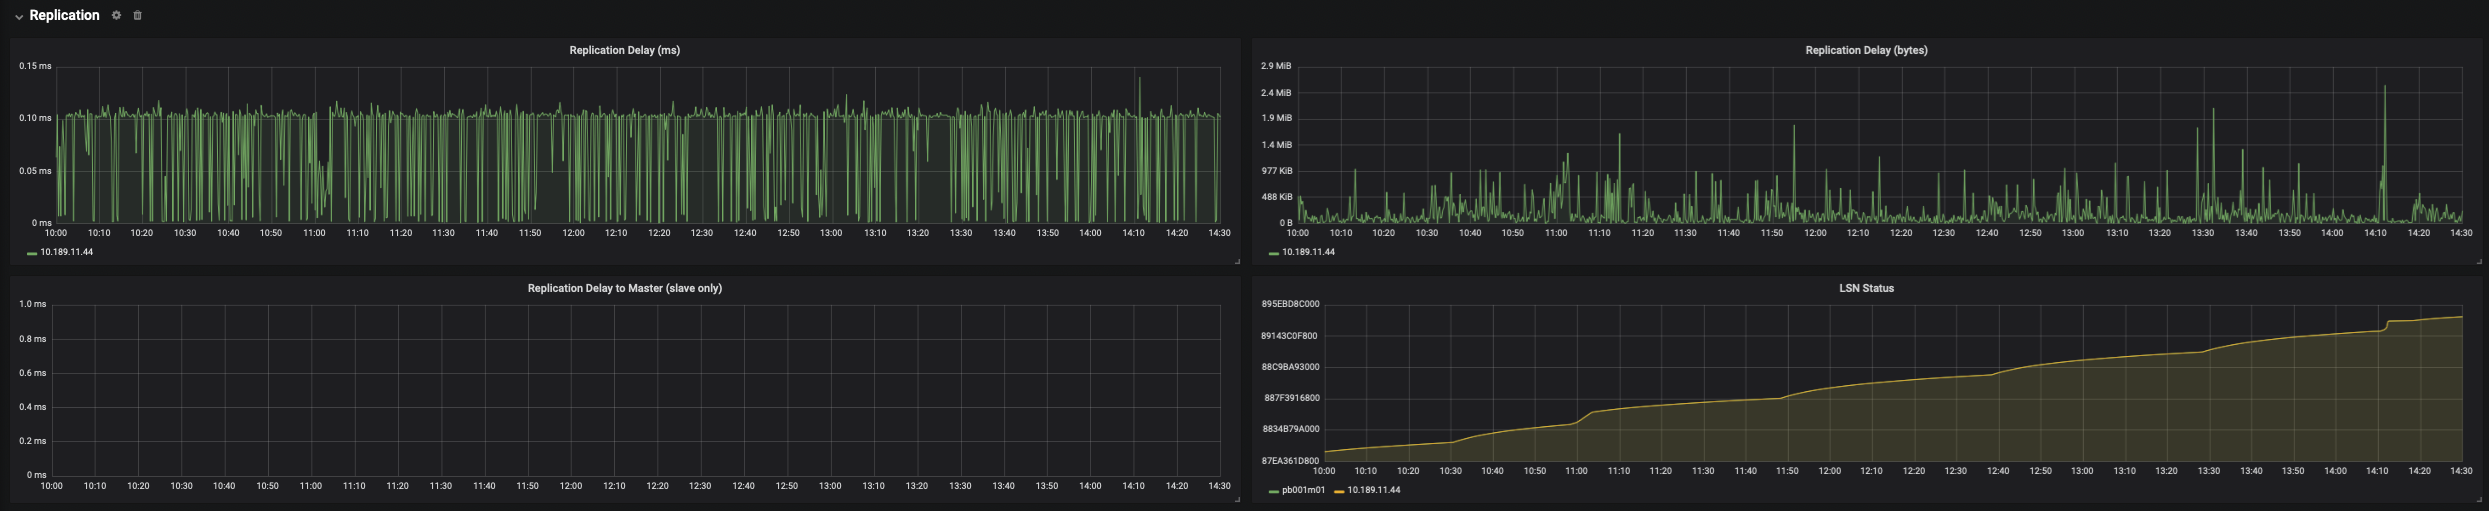 Replication
Replication Delay (ms)
0.15 ms
0.10 ms
0.05 ms
0 ms
10:00 10:10 10:20 10:30 10:40 10:50 11:00 11:10 11:20 11:30 11:40 11:50 12:00 12:10 12:20 12:30 12:40 12:50 13:00 13:10 13:20 13:30 13:40 13:50 14:00 14:10 14:20 14:30
10.189.11.44
Replication Delay (bytes)
2.9 MiB
2.4 MiB
1.9 MiB
1.4 MiB
977 KiB
488 KiB
0 B
10:00 10:10 10:20 10:30 10:40 10:50 11:00 11:10 11:20 11:30 11:40 11:50 12:00 12:10 12:20 12:30 12:40 12:50 13:00 13:10 13:20 13:30 13:40 13:50 14:00 14:10 14:20 14:30
10.189.11.44
Replication Delay to Master (slave only)
1.0 ms
0.8 ms
0.6 ms
0.4 ms
0.2 ms
0 ms
10:00 10:10 10:20 10:30 10:40 10:50 11:00 11:10 11:20 11:30 11:40 11:50 12:00 12:10 12:20 12:30 12:40 12:50 13:00 13:10 13:20 13:30 13:40 13:50 14:00 14:10 14:20 14:30
LSN Status
895EBD8C000
89143C0F800
88C9BA93000
887F3916800
8834B79A000
87EA361D800
10:00 10:10 10:20 10:30 10:40 10:50 11:00 11:10 11:20 11:30 11:40 11:50 12:00 12:10 12:20 12:30 12:40 12:50 13:00 13:10 13:20 13:30 13:40 13:50 14:00 14:10 14:20 14:30
pb001m01 10.189.11.44